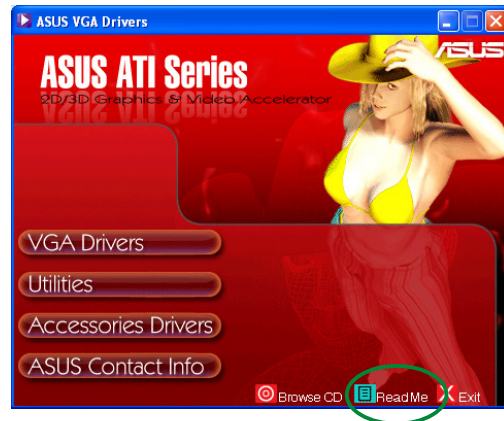 ASUS VGA Drivers
ASUS
ASUS ATI Series
2D/3D Graphics & Video Accelerator
VGA Drivers
Utilities
Accessories Drivers
ASUS Contact Info
Browse CD ReadMe Exit